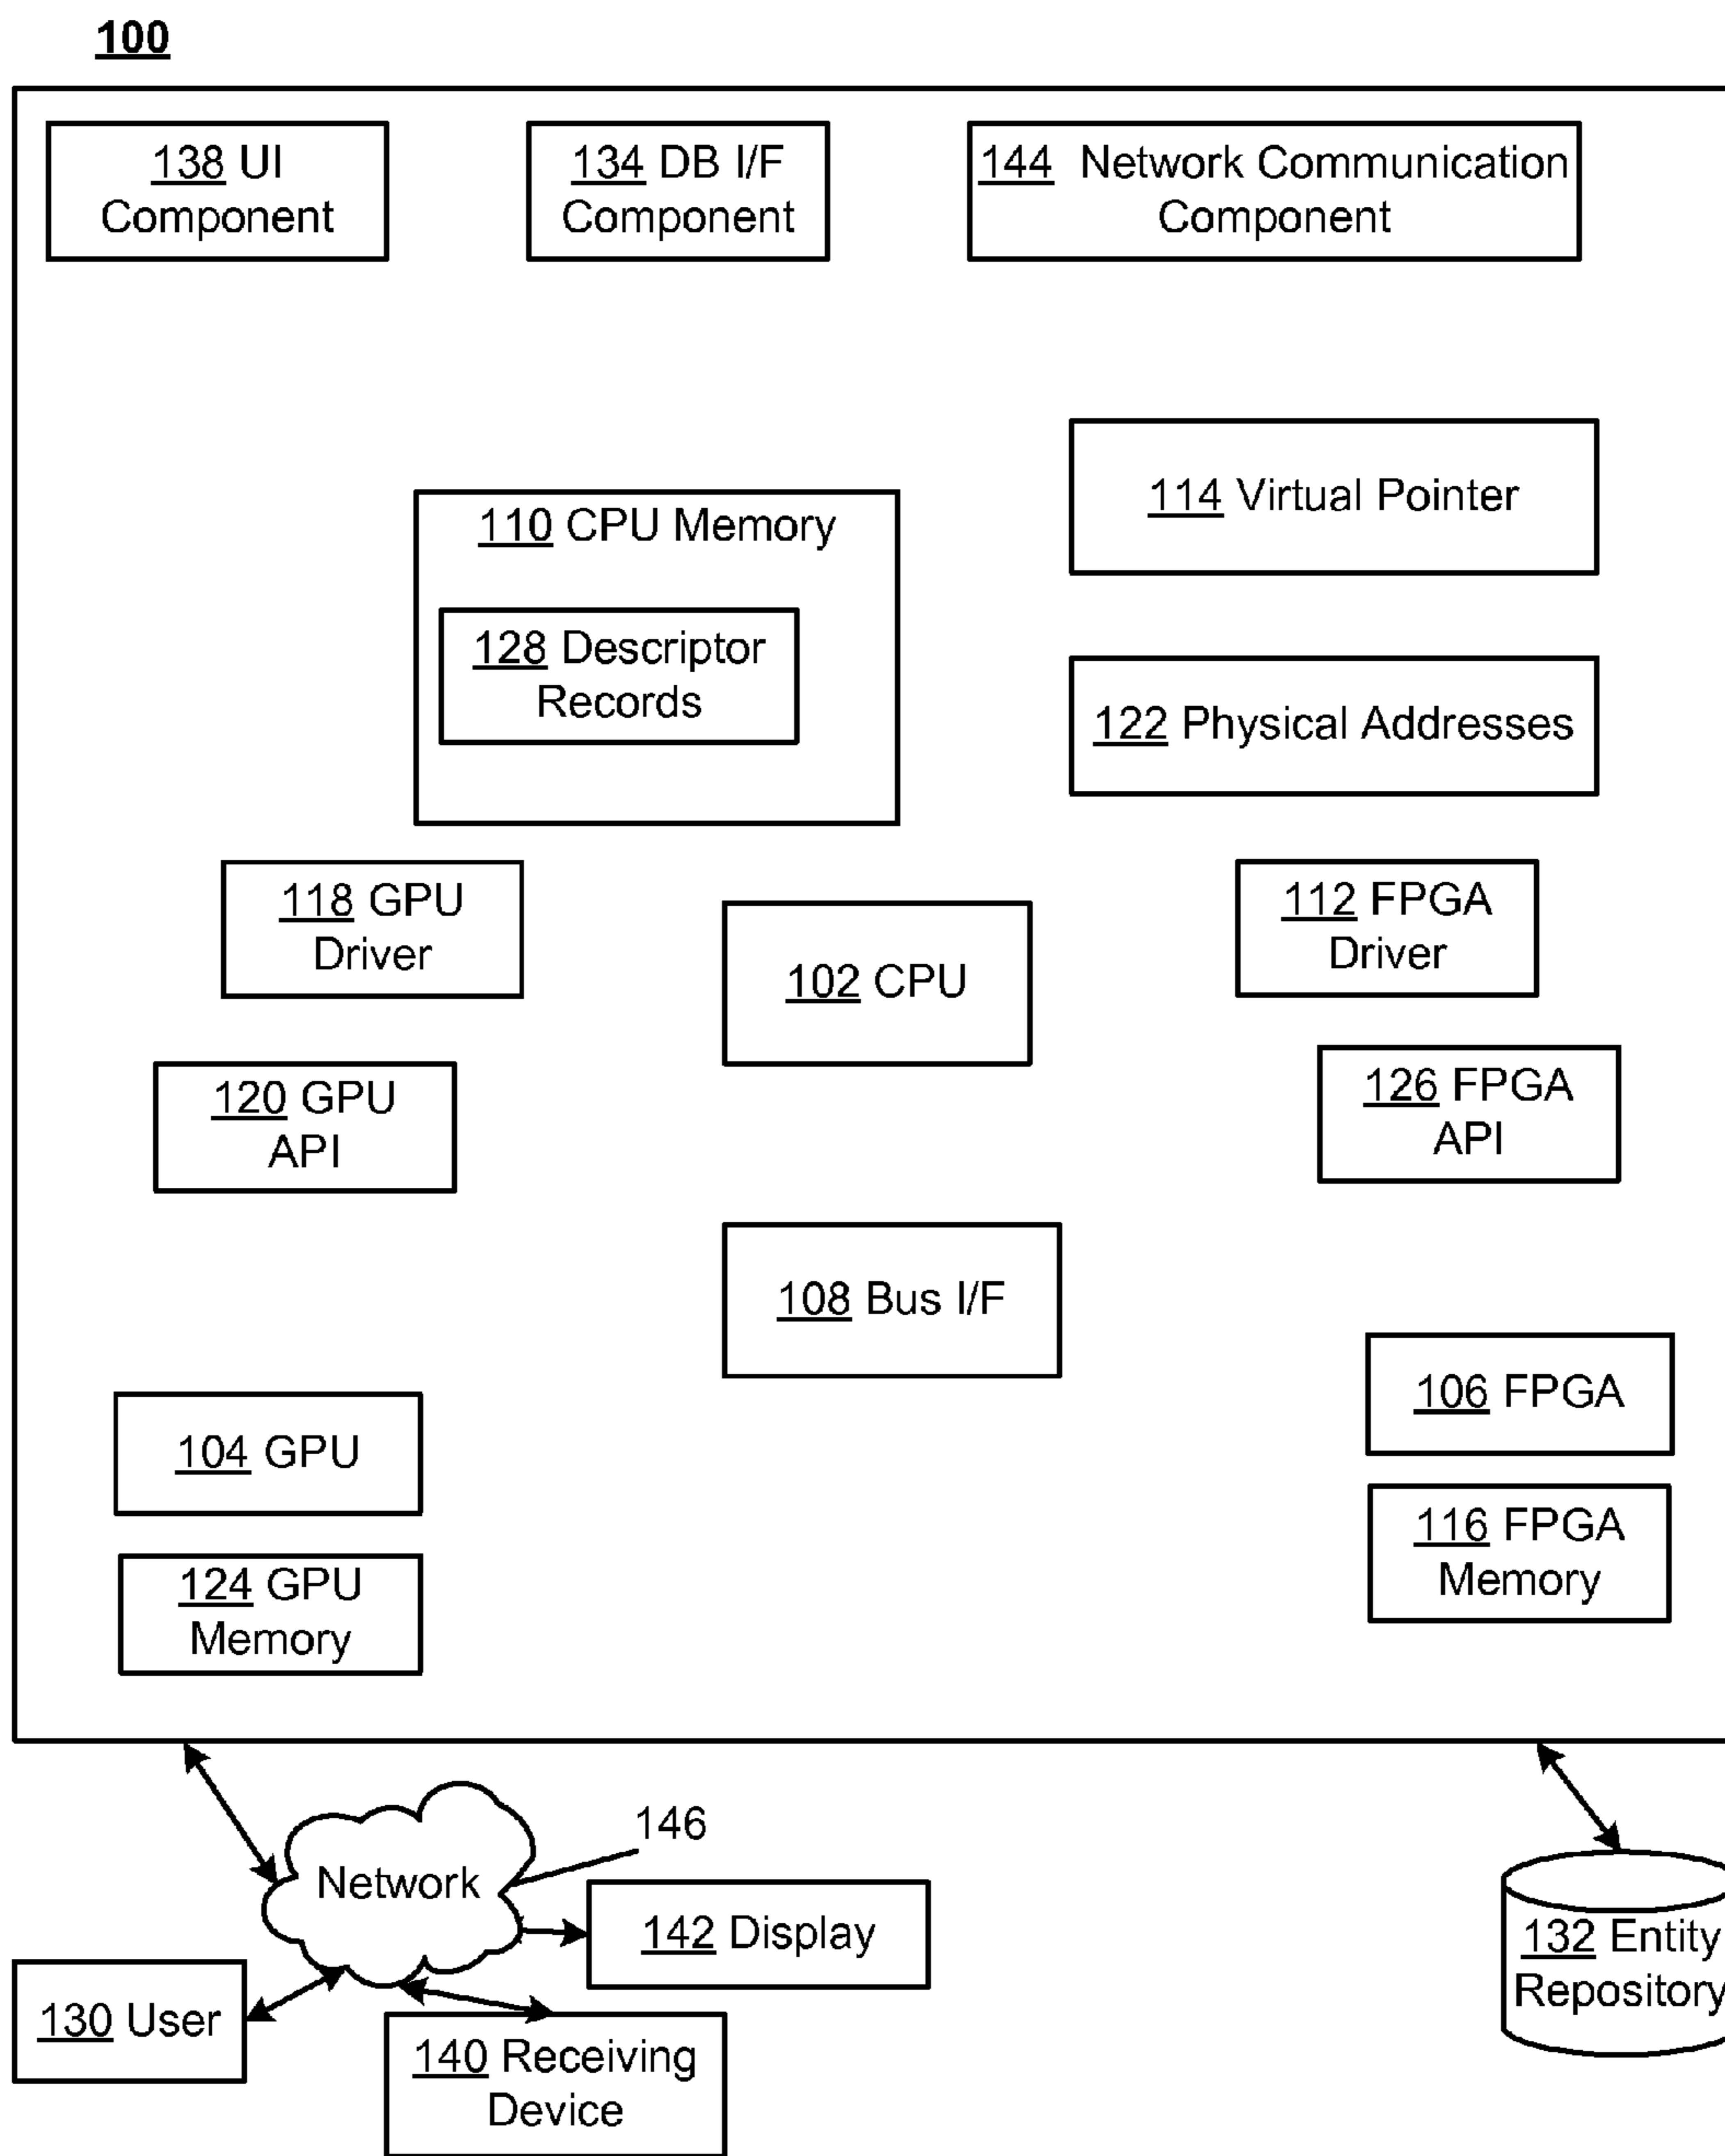 100
138 UI
Component
134 DB I/F
Component
144 Network Communication
Component
114 Virtual Pointer
110 CPU Memory
128 Descriptor
Records
122 Physical Addresses
118 GPU
Driver
112 FPGA
Driver
102 CPU
120 GPU
API
126 FPGA
API
108 Bus I/F
106 FPGA
104 GPU
116 FPGA
Memory
124 GPU
Memory
146
Network
142 Display
132 Entity
Repository
130 User
140 Receiving
Device